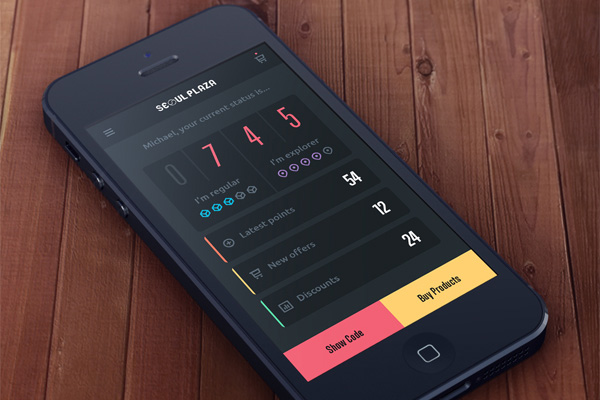 SEOUL PLAZA
Michael, your current status is....
0 7 4 5
I'm regular
I'm explorer
Latest points 54
New offers 12
Discounts 24
Show Code
Buy Products